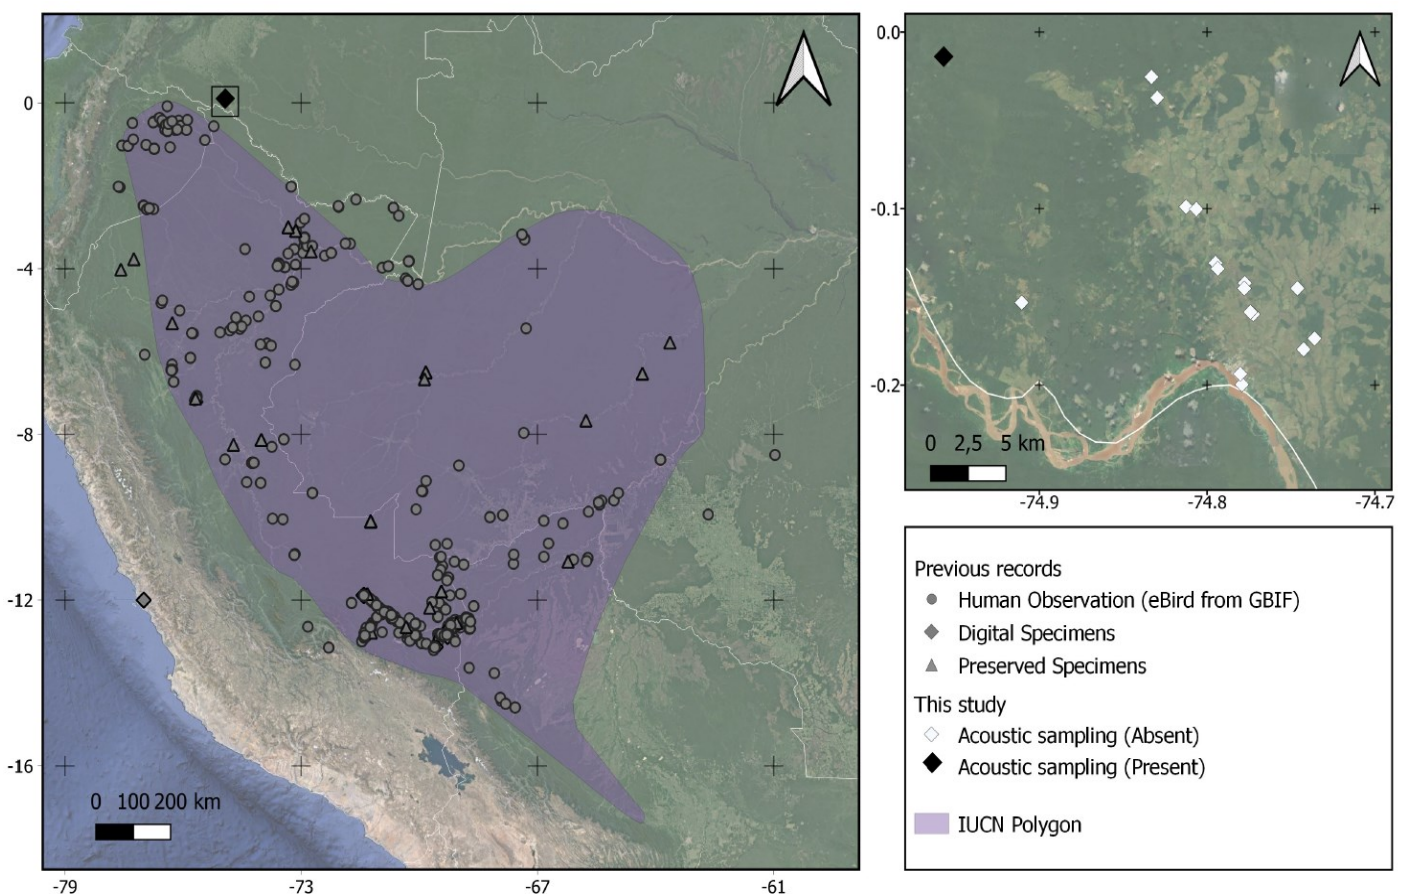 0
-4
-8
-12
-16
0 100 200 km
-79
-73
-67
-61
0.0
-0.1
-0.2
0 2,5 5 km
-74.9
-74.8
-74.7
Previous records
Human Observation (eBird from GBIF)
Digital Specimens
Preserved Specimens
This study
Acoustic sampling (Absent)
Acoustic sampling (Present)
IUCN Polygon